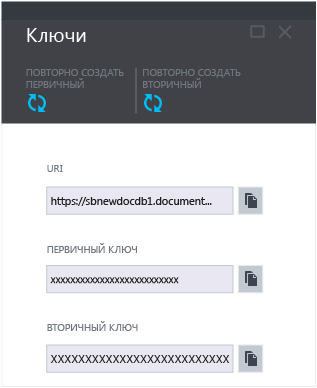 Ключи
ПОВТОРНО СОЗДАТЬ
ПЕРВИЧНЫЙ
ПОВТОРНО СОЗДАТЬ
ВТОРИЧНЫЙ
URI
https://sbnewdocdb1.document...
ПЕРВИЧНЫЙ КЛЮЧ
xxxxxxxxxxxxxxxxxxxxxxxxxx
ВТОРИЧНЫЙ КЛЮЧ
XXXXXXXXXXXXXXXXXXXXXXXXXX